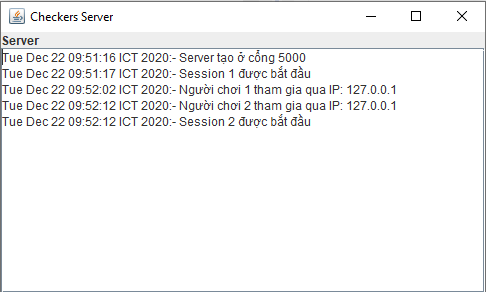 Checkers Server
Server
Tue Dec 22 09:51:16 ICT 2020:- Server tạo ở cổng 5000
Tue Dec 22 09:51:17 ICT 2020:- Session 1 được bắt đầu
Tue Dec 22 09:52:02 ICT 2020:- Người chơi 1 tham gia qua IP: 127.0.0.1
Tue Dec 22 09:52:12 ICT 2020:- Người chơi 2 tham gia qua IP: 127.0.0.1
Tue Dec 22 09:52:12 ICT 2020:- Session 2 được bắt đầu